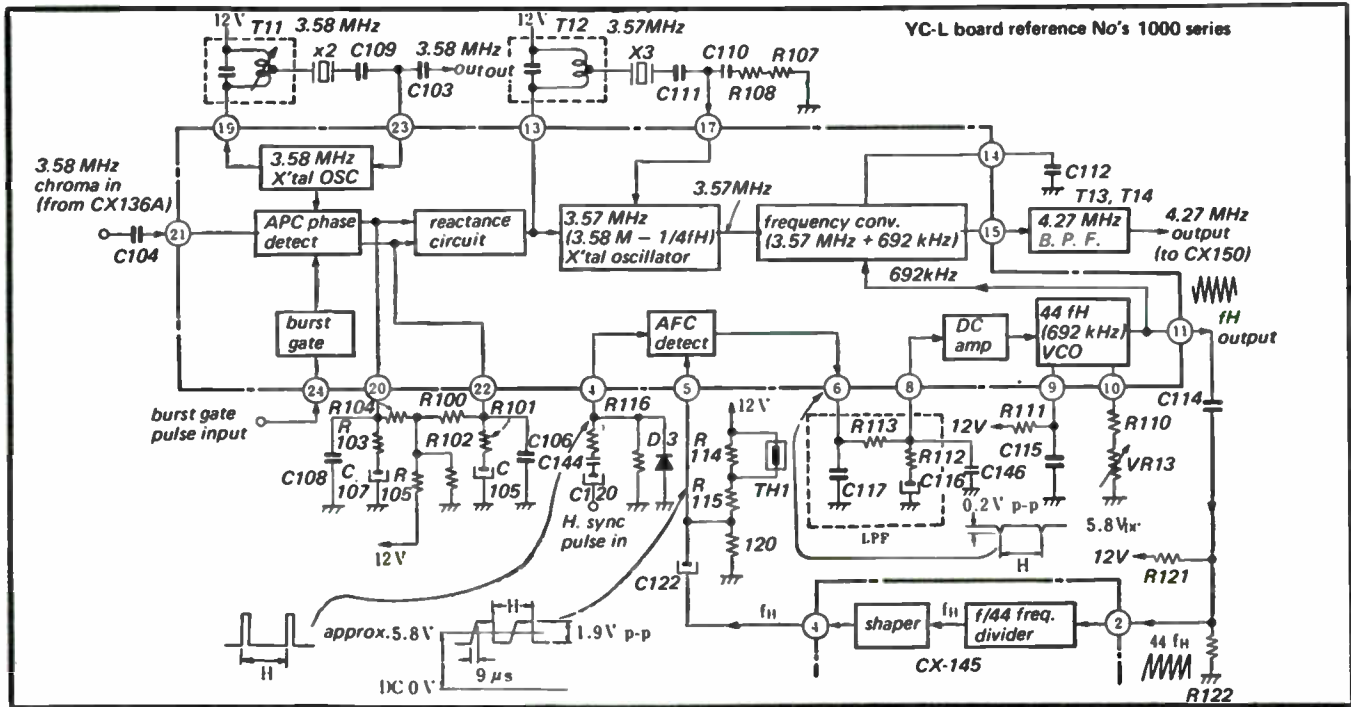 YC-L board reference No's 1000 series
12V
T11
3.58 MHz
x2
C109
C103
3.58 MHz
out out
12V
T12
3.57MHz
X3
C111
C110
R108
R107
19
23
13
17
14
C112
3.58 MHz
chroma in
(from CX136A)
C104
21
3.58 MHz
X'tal OSC
APC phase
detect
reactance
circuit
3.57 MHz
(3.58 M – 1/4fH)
X'tal oscillator
3.57MHz
frequency conv.
(3.57 MHz + 692 kHz)
15
T13, T14
4.27 MHz
B. P. F.
4.27 MHz
output
(to CX150)
692kHz
burst
gate
AFC
detect
DC
amp
44 fH
(692 kHz)
VCO
11
fH
output
24
20
22
4
5
6
8
9
10
burst gate
pulse input
R104
R100
R101
R
103
R102
C108
C
107
R
105
C
105
C106
12V
R116
C144
C120
D 3
H. sync
pulse in
12V
R
114
R
115
TH1
120
C122
R113
R112
C117
C116
C146
LPF
12V
R111
C115
R110
VR13
C114
0.2V p-p
5.8V
H
12V
R121
R122
H
approx. 5.8V
H
1.9V p-p
9 μs
DC 0 V
fH
4
shaper
fH
f/44 freq.
divider
2
CX-145
44 fH